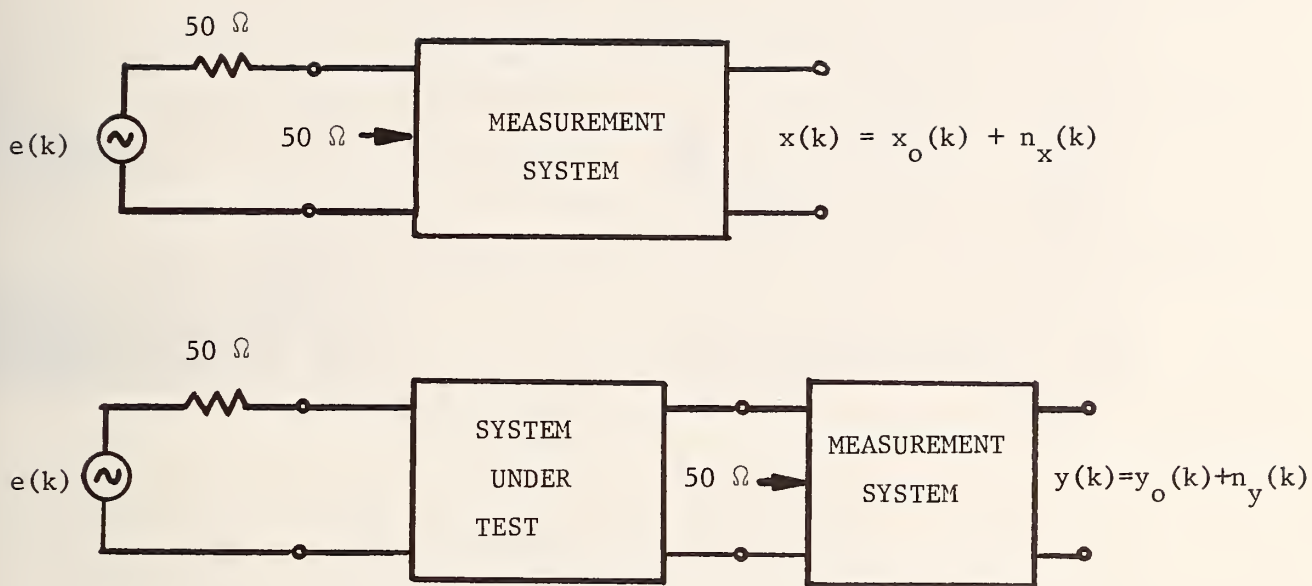 50 Ω
e(k)
50 Ω
MEASUREMENT
SYSTEM
x(k) = x_o(k) + n_x(k)
50 Ω
e(k)
SYSTEM
UNDER
TEST
50 Ω
MEASUREMENT
SYSTEM
y(k)=y_o(k)+n_y(k)